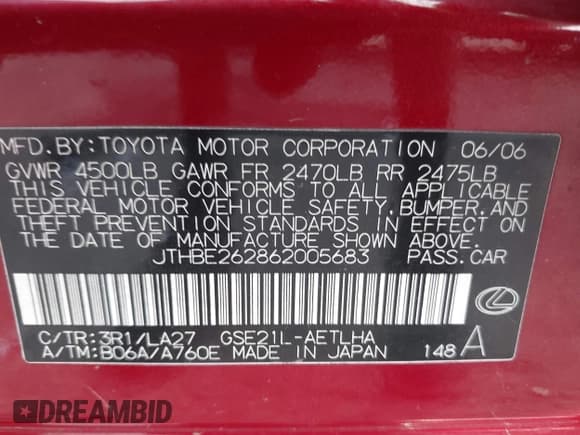 MFD.BY:TOYOTA MOTOR CORPORATION 06/06
GVWR 4500LB GAWR FR 2470LB RR 2475LB
THIS VEHICLE CONFORMS TO ALL APPLICABLE
FEDERAL MOTOR VEHICLE SAFETY,BUMPER,AND
THEFT PREVENTION STANDARDS IN EFFECT ON
THE DATE OF MANUFACTURE SHOWN ABOVE.
JTHBE262862005683 PASS.CAR
C/TR:3R1/LA27 GSE21L-AETLHA
A/TM:B06A/A760E MADE IN JAPAN 148 A
DREAMBID